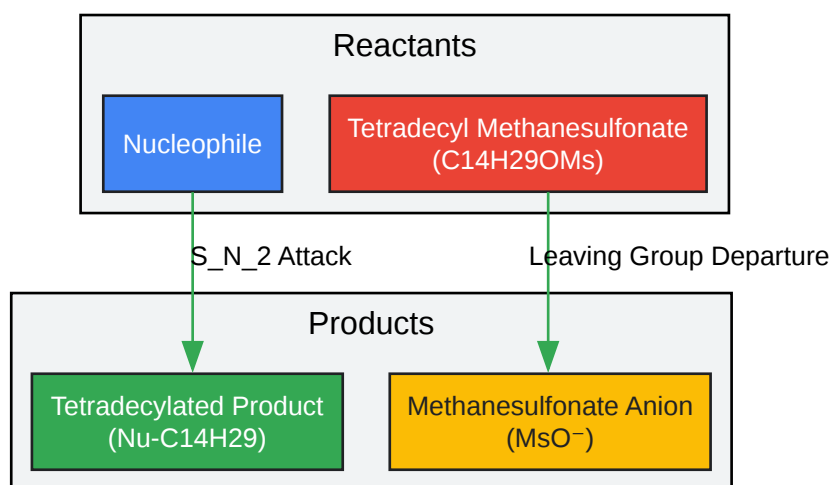 Reactants
Nucleophile
Tetradecyl Methanesulfonate
(C14H29OMs)
S_N_2 Attack
Leaving Group Departure
Products
Tetradecylated Product
(Nu-C14H29)
Methanesulfonate Anion
(MsO⁻)